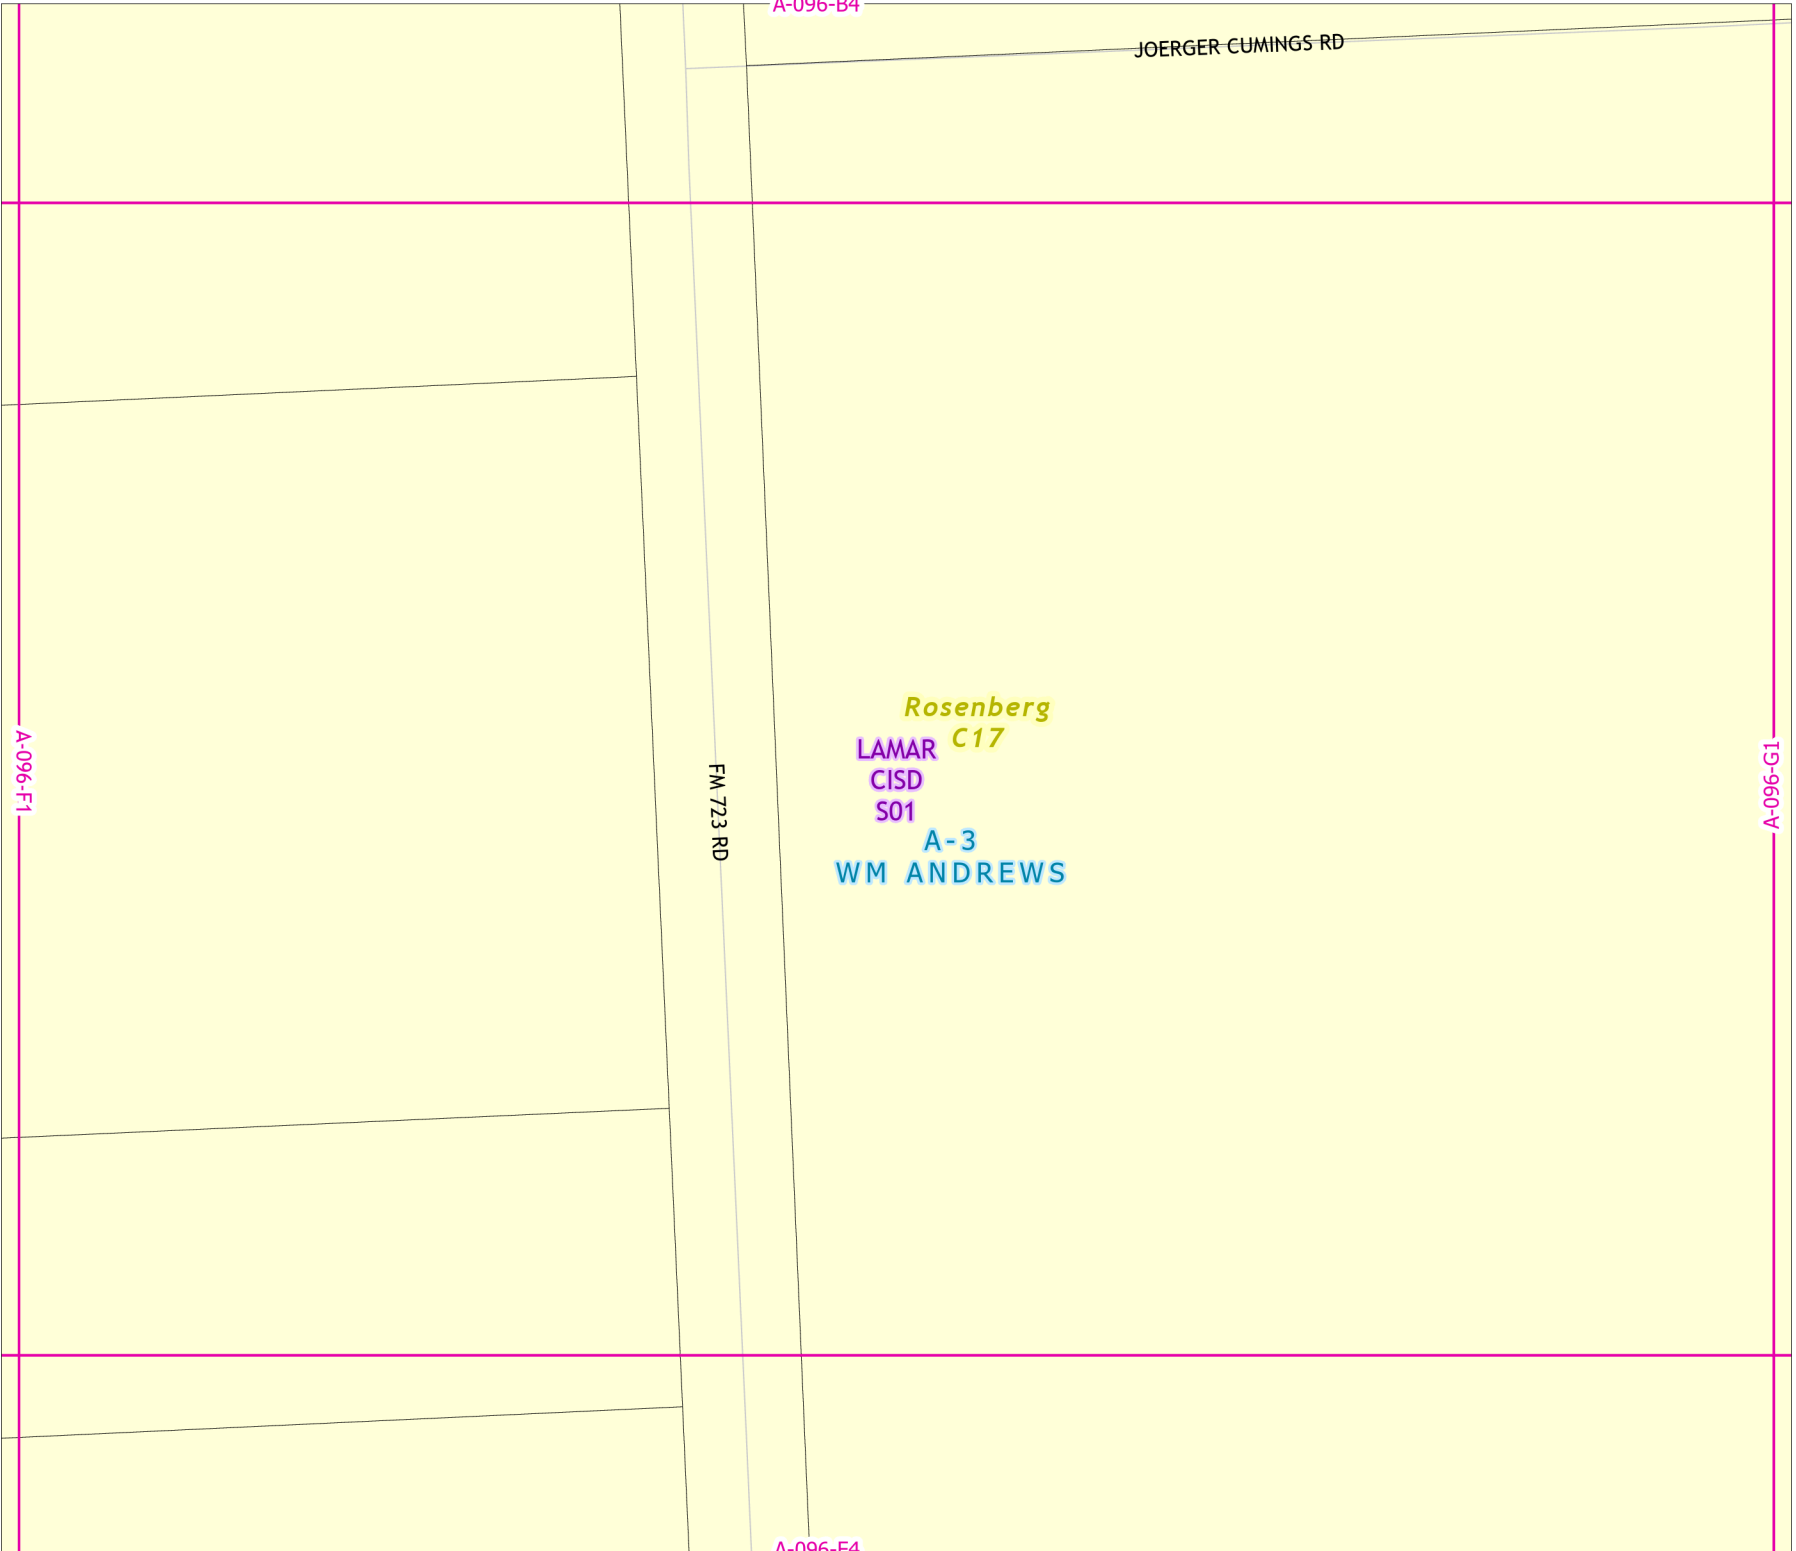 A-096-B4
JOERGER CUMINGS RD
Rosenberg
C17
LAMAR
CISD
S01
A-3
WM ANDREWS
FM 723 RD
A-096-F1
A-096-G1
A-096-F4